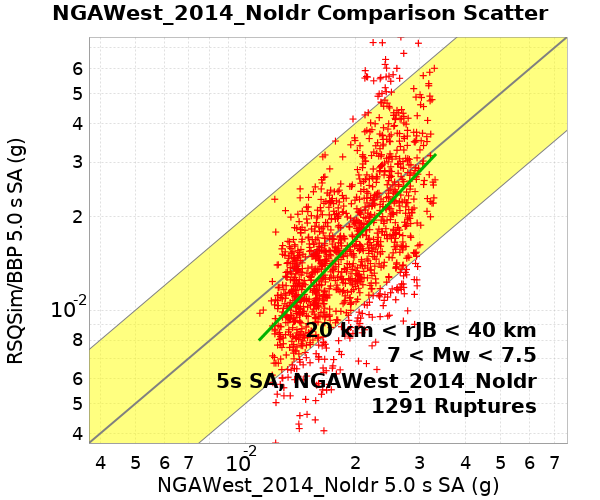 NGAWest_2014_NoIdr Comparison Scatter
RSQSim/BBP 5.0 s SA (g)
6
5
4
3
2
10-2
8
6
5
4
20 km < rJB < 40 km
7 < Mw < 7.5
5s SA, NGAWest_2014_NoIdr
1291 Ruptures
4 5 6 7 10-2 2 3 4 5 6 7
NGAWest_2014_NoIdr 5.0 s SA (g)